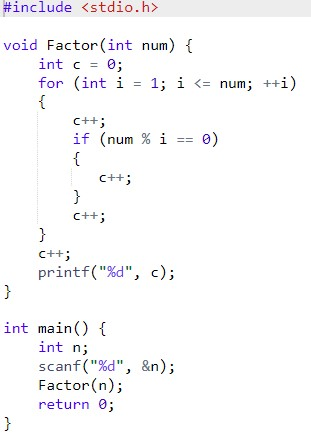 #include <stdio.h>
void Factor(int num) {
int c = 0;
for (int i = 1; i <= num; ++i)
{
c++;
if (num % i == 0)
{
c++;
}
c++;
}
c++;
printf("%d", c);
}
int main() {
int n;
scanf("%d", &n);
Factor(n);
return 0;
}